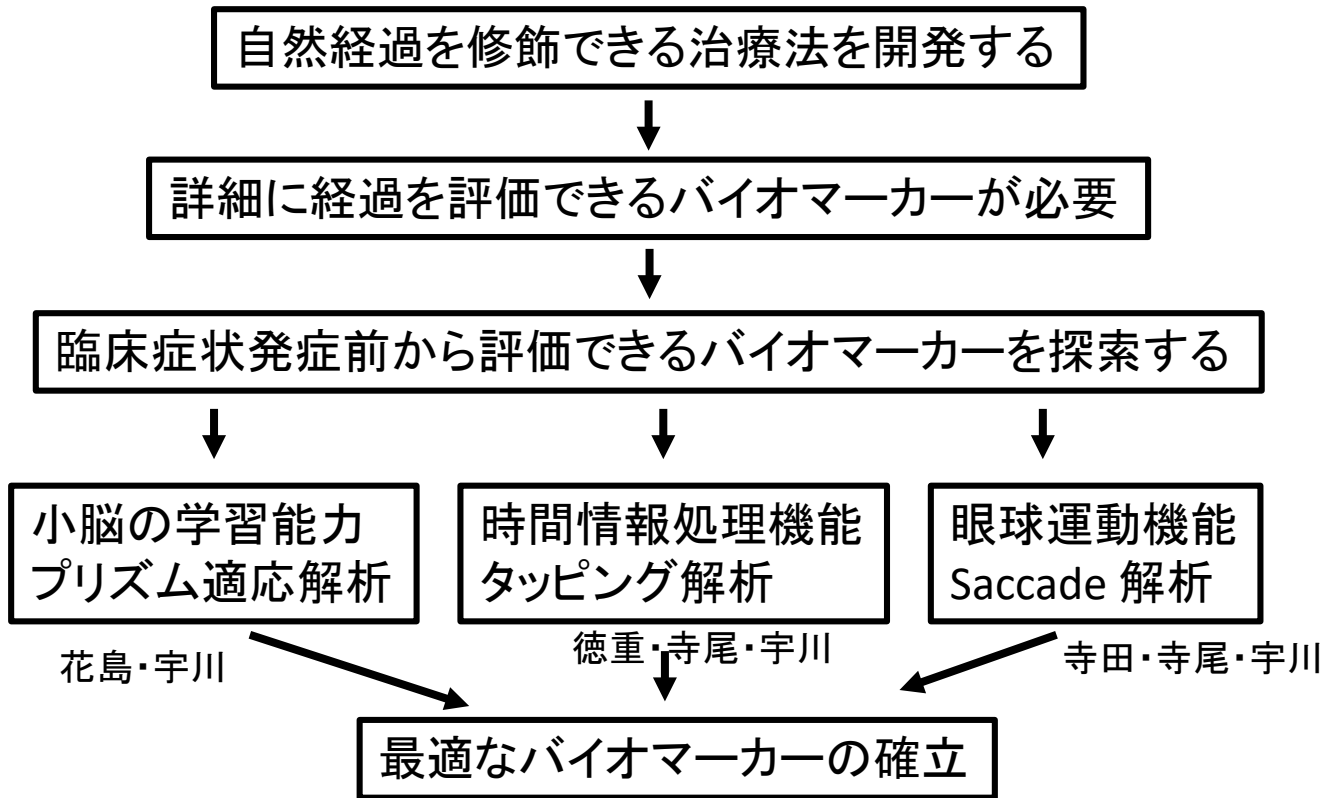 自然経過を修飾できる治療法を開発する
詳細に経過を評価できるバイオマーカーが必要
臨床症状発症前から評価できるバイオマーカーを探索する
小脳の学習能力
プリズム適応解析
花島・宇川
時間情報処理機能
タッピング解析
徳重・寺尾・宇川
眼球運動機能
Saccade 解析
寺田・寺尾・宇川
最適なバイオマーカーの確立